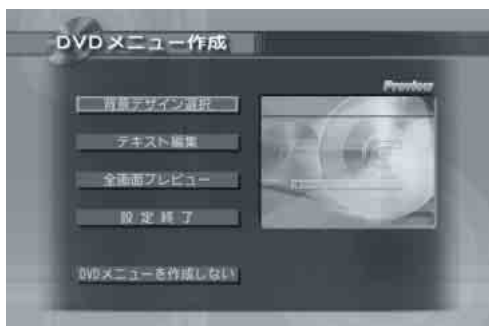 DVDメニュー作成
Preview
背景デザイン選択
テキスト編集
全画面プレビュー
設定終了
DVDメニューを作成しない